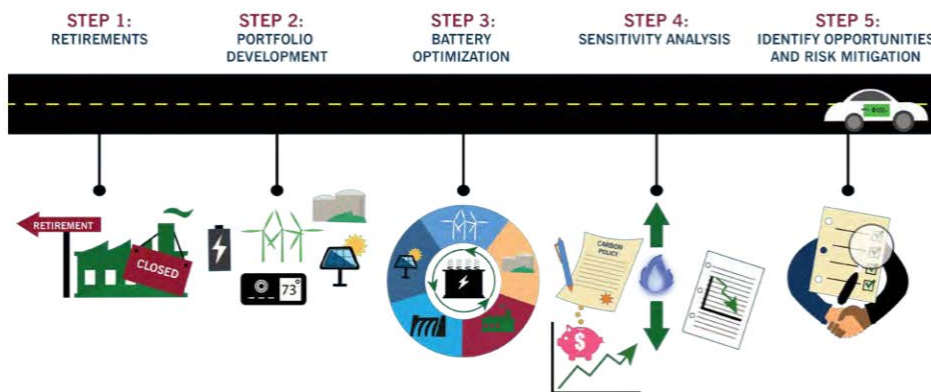 STEP 1:
RETIREMENTS
STEP 2:
PORTFOLIO
DEVELOPMENT
STEP 3:
BATTERY
OPTIMIZATION
STEP 4:
SENSITIVITY ANALYSIS
STEP 5:
IDENTIFY OPPORTUNITIES
AND RISK MITIGATION
RETIREMENT
CLOSED
73°
CARBON
POLICY
$